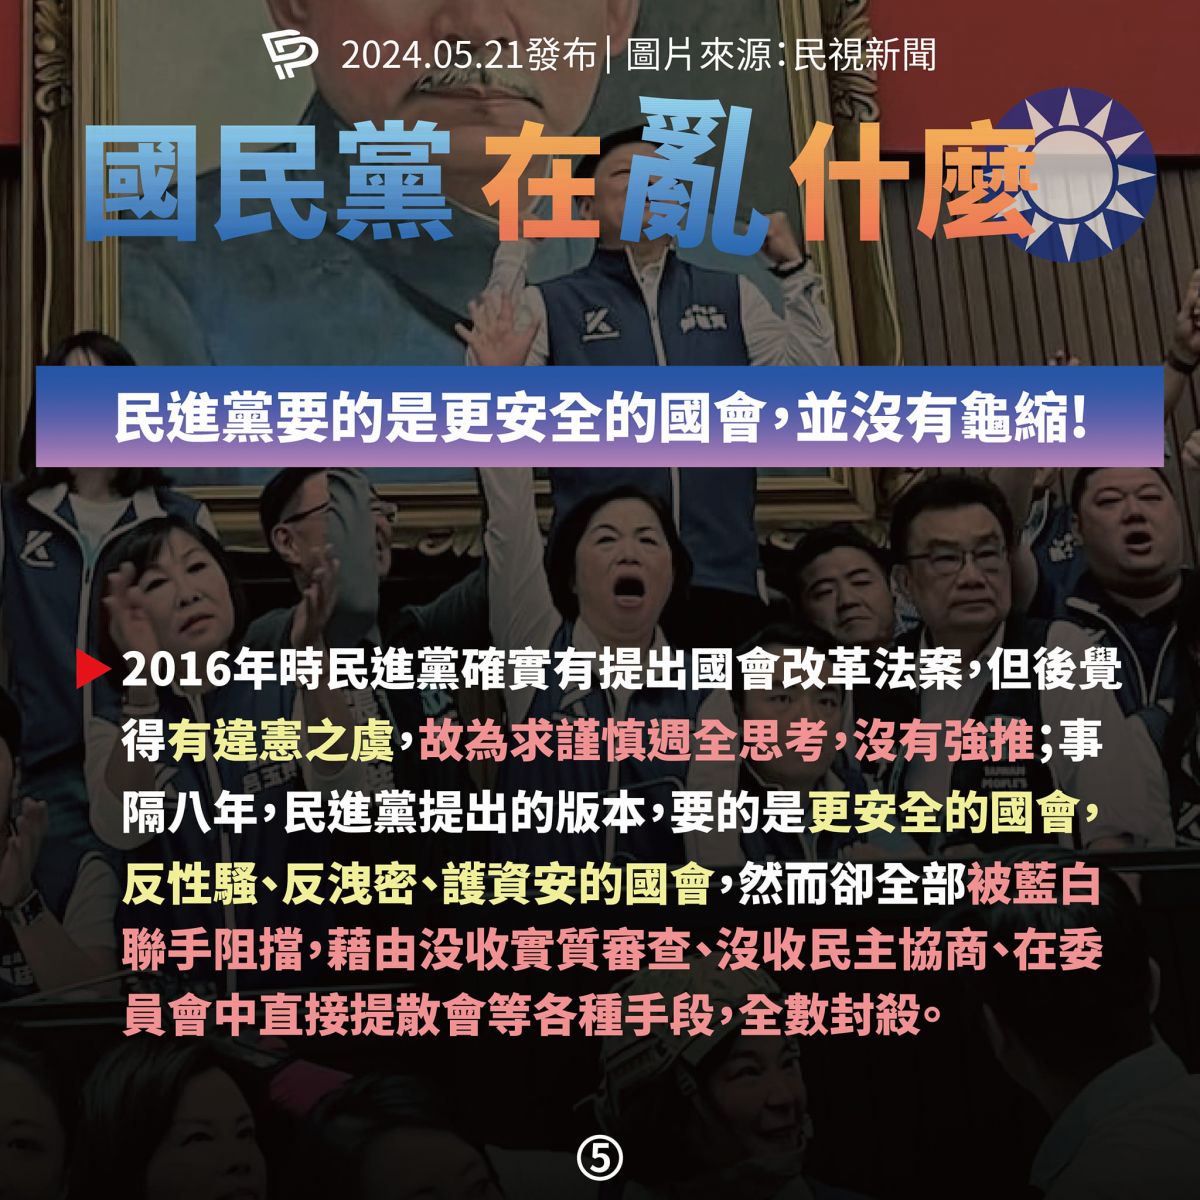 2024.05.21發布| 圖片來源：民視新聞
國民黨在亂什麼
民進黨要的是更安全的國會，並沒有龜縮！
▶2016年時民進黨確實有提出國會改革法案，但後覺
得有違憲之虞，故為求謹慎週全思考，沒有強推；事
隔八年，民進黨提出的版本，要的是更安全的國會，
反性騷、反洩密、護資安的國會，然而卻全部被藍白
聯手阻擋，藉由没收實質審查、沒收民主協商、在委
員會中直接提散會等各種手段，全數封殺。
⑤